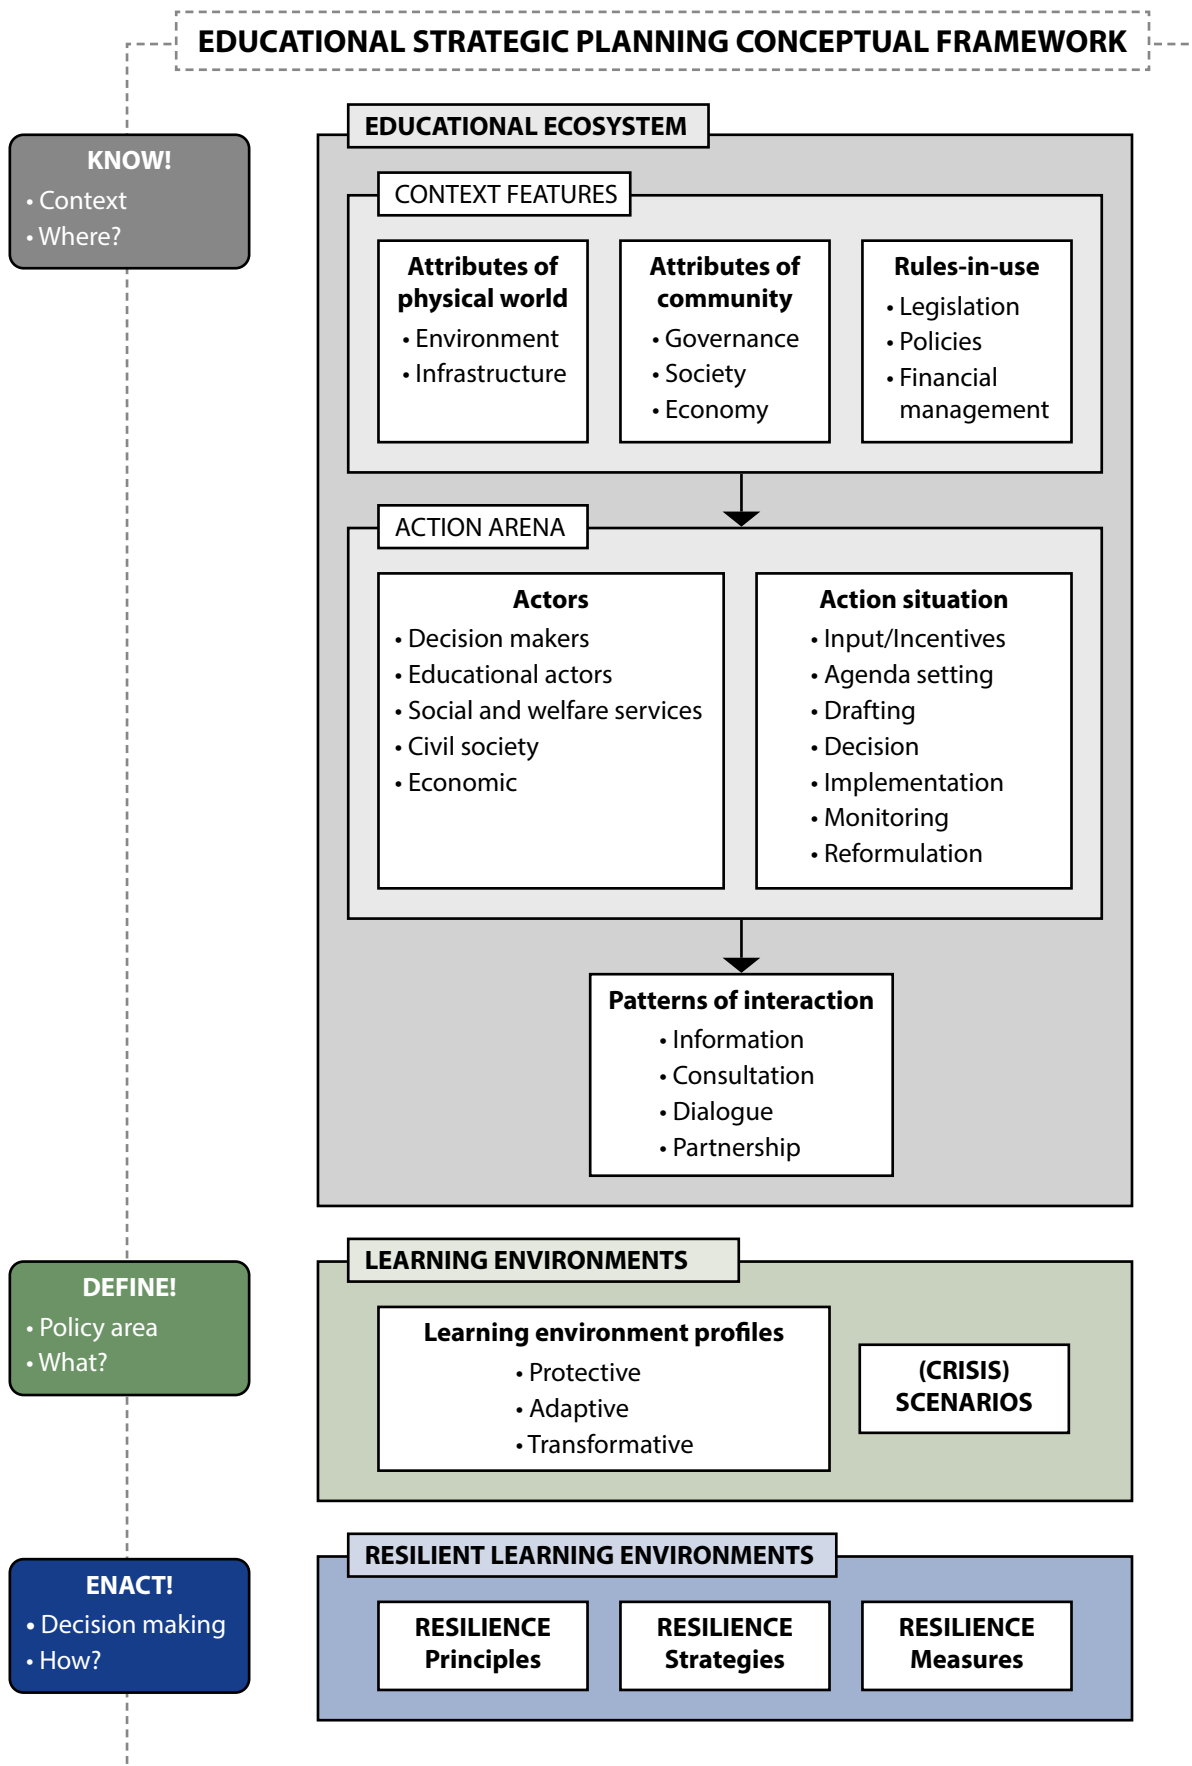 EDUCATIONAL STRATEGIC PLANNING CONCEPTUAL FRAMEWORK
KNOW!
• Context
• Where?
EDUCATIONAL ECOSYSTEM
CONTEXT FEATURES
Attributes of
physical world
• Environment
• Infrastructure
Attributes of
community
• Governance
• Society
• Economy
Rules-in-use
• Legislation
• Policies
• Financial
management
ACTION ARENA
Actors
• Decision makers
• Educational actors
• Social and welfare services
• Civil society
• Economic
Action situation
• Input/Incentives
• Agenda setting
• Drafting
• Decision
• Implementation
• Monitoring
• Reformulation
Patterns of interaction
• Information
• Consultation
• Dialogue
• Partnership
DEFINE!
• Policy area
• What?
LEARNING ENVIRONMENTS
Learning environment profiles
• Protective
• Adaptive
• Transformative
(CRISIS)
SCENARIOS
ENACT!
• Decision making
• How?
RESILIENT LEARNING ENVIRONMENTS
RESILIENCE
Principles
RESILIENCE
Strategies
RESILIENCE
Measures